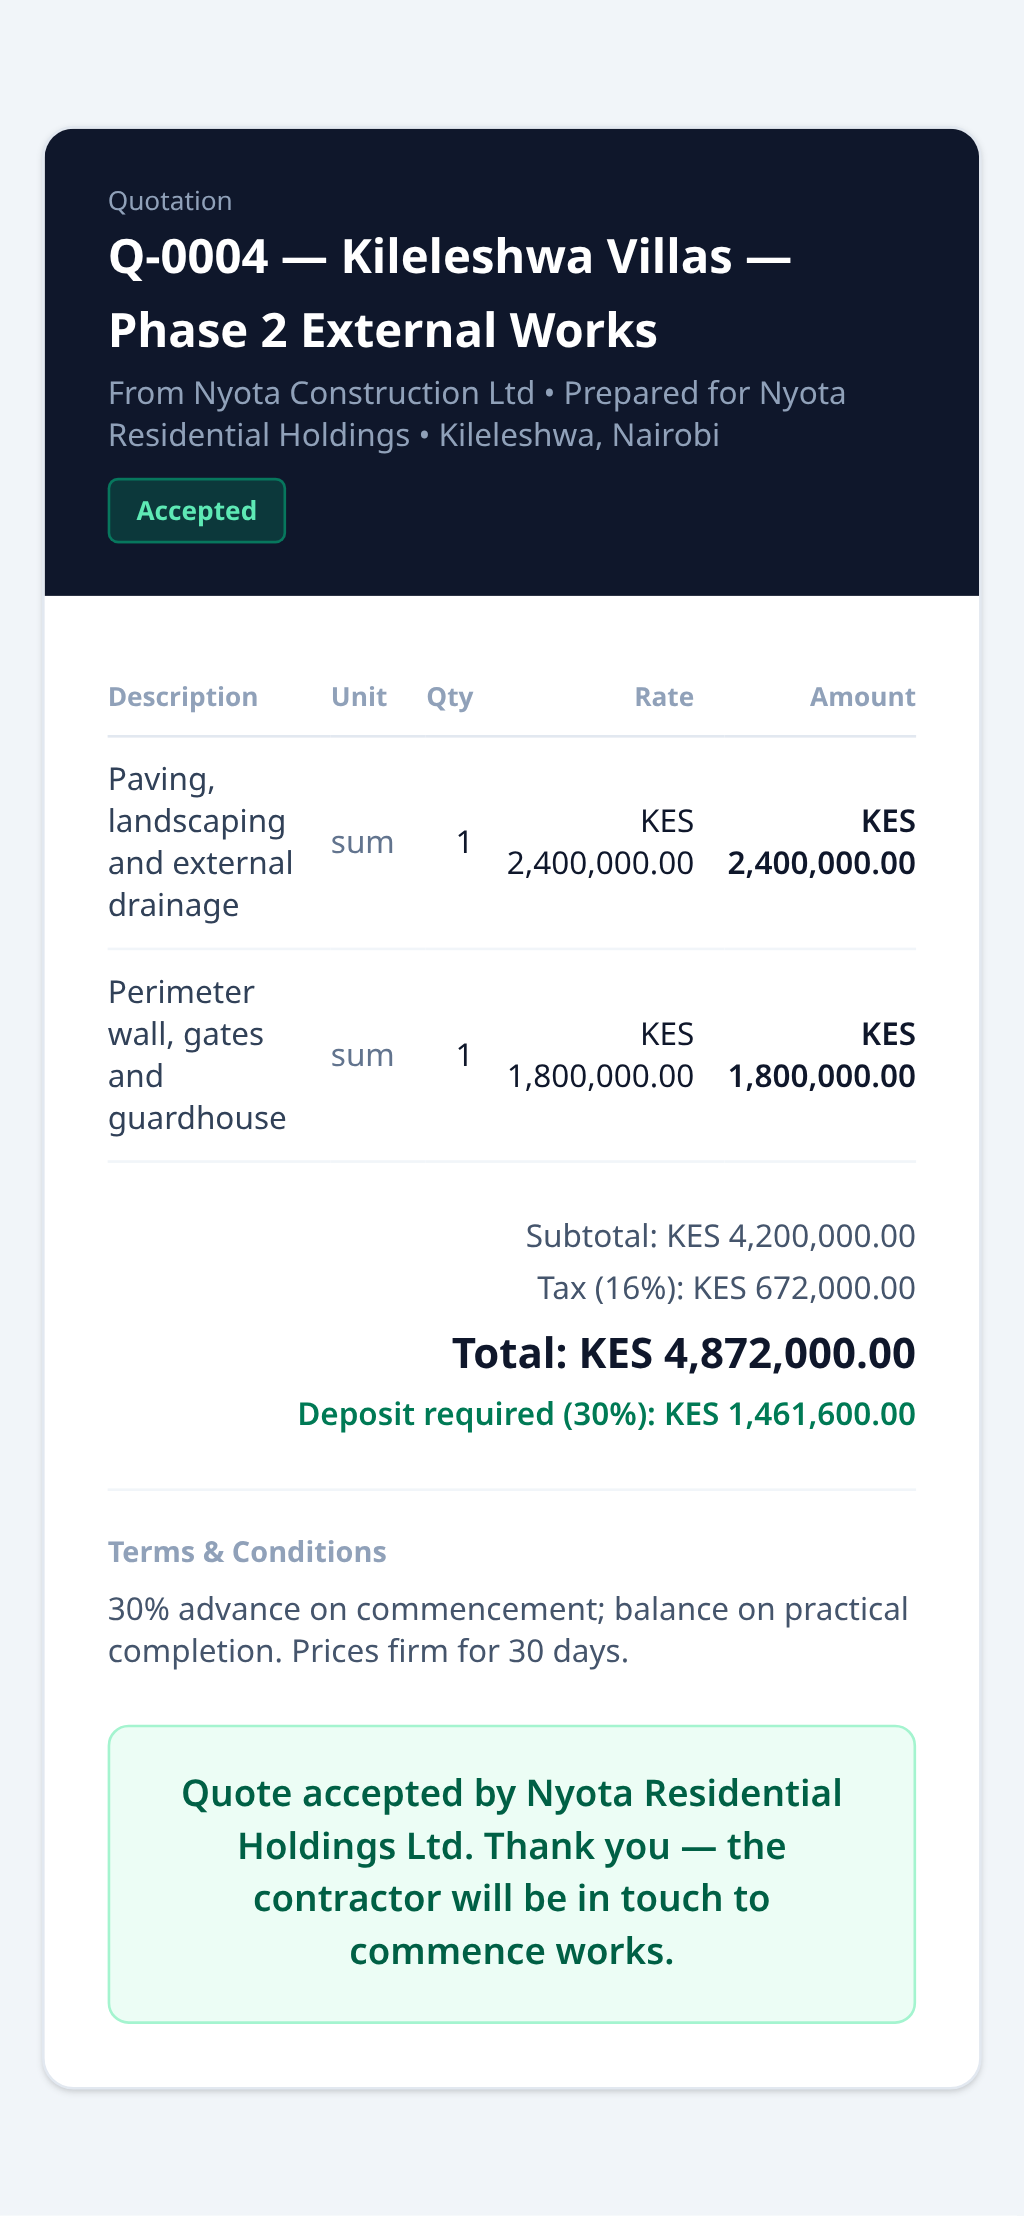 Quotation
Q-0004 — Kileleshwa Villas —
Phase 2 External Works
From Nyota Construction Ltd • Prepared for Nyota
Residential Holdings • Kileleshwa, Nairobi
Accepted
Description Unit Qty Rate Amount
Paving,
landscaping
and external
drainage
sum 1
KES
2,400,000.00
KES
2,400,000.00
Perimeter
wall, gates
and
guardhouse
sum 1
KES
1,800,000.00
KES
1,800,000.00
Subtotal: KES 4,200,000.00
Tax (16%): KES 672,000.00
Total: KES 4,872,000.00
Deposit required (30%): KES 1,461,600.00
Terms & Conditions
30% advance on commencement; balance on practical
completion. Prices firm for 30 days.
Quote accepted by Nyota Residential
Holdings Ltd. Thank you — the
contractor will be in touch to
commence works.